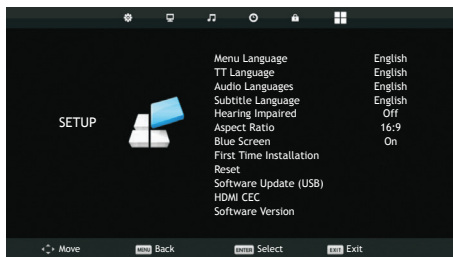 Menu Language English
TT Language English
Audio Languages English
Subtitle Language English
Hearing Impaired Off
SETUP
Aspect Ratio 16:9
Blue Screen On
First Time Installation
Reset
Software Update (USB)
HDMI CEC
Software Version
Move MENU Back ENTER Select EXIT Exit